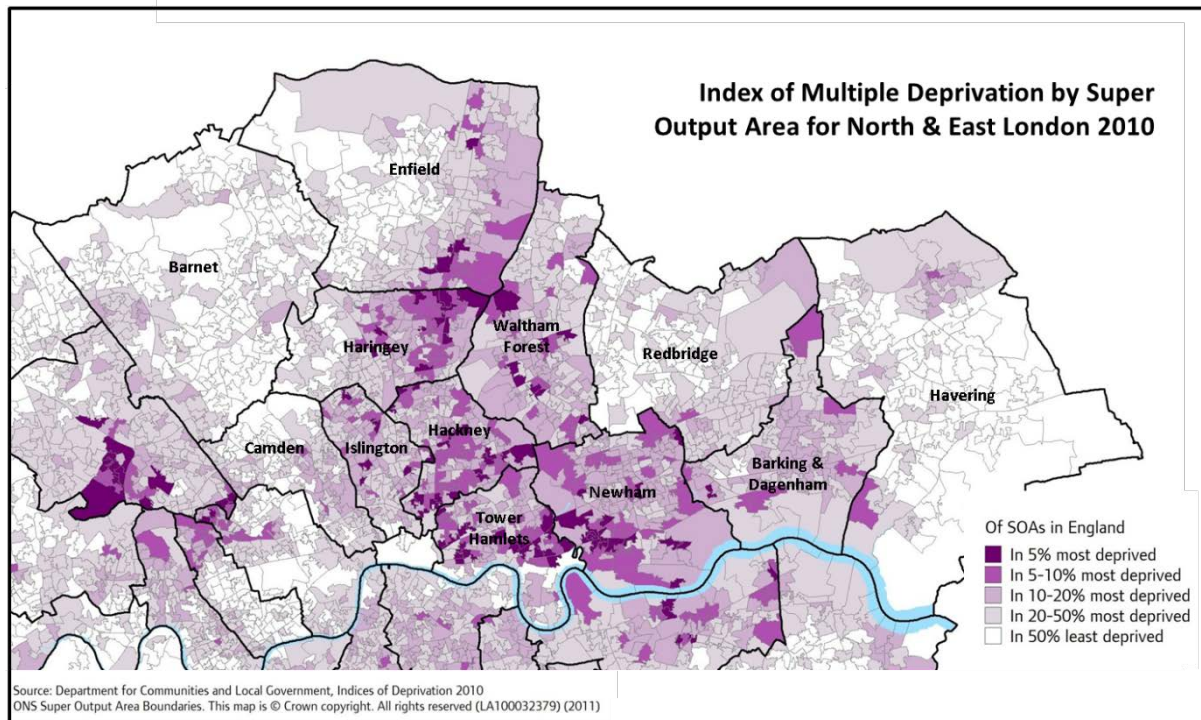 Index of Multiple Deprivation by Super
Output Area for North & East London 2010
Enfield
Barnet
Haringey
Waltham
Forest
Redbridge
Havering
Camden
Islington
Hackney
Barking &
Dagenham
Newham
Tower
Hamlets
Of SOAs in England
In 5% most deprived
In 5-10% most deprived
In 10-20% most deprived
In 20-50% most deprived
In 50% least deprived
Source: Department for Communities and Local Government, Indices of Deprivation 2010
ONS Super Output Area Boundaries. This map is © Crown copyright. All rights reserved (LA100032379) (2011)